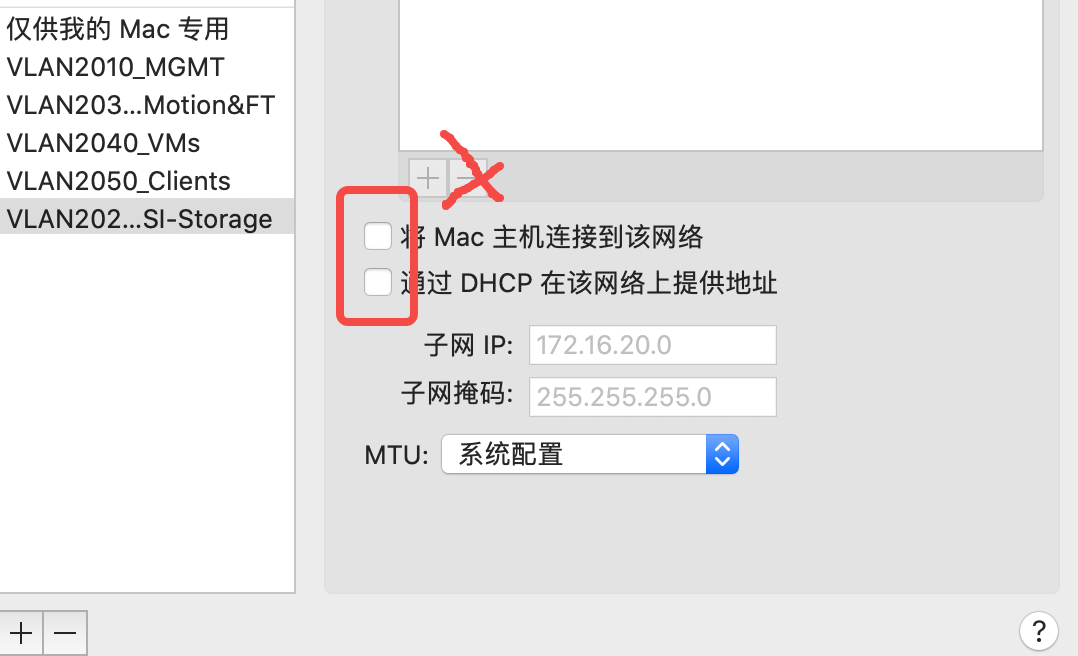 仅供我的 Mac 专用
VLAN2010_MGMT
VLAN203...Motion&FT
VLAN2040_VMs
VLAN2050_Clients
VLAN202...SI-Storage
将 Mac 主机连接到该网络
通过 DHCP 在该网络上提供地址
子网 IP: 172.16.20.0
子网掩码: 255.255.255.0
MTU: 系统配置
?